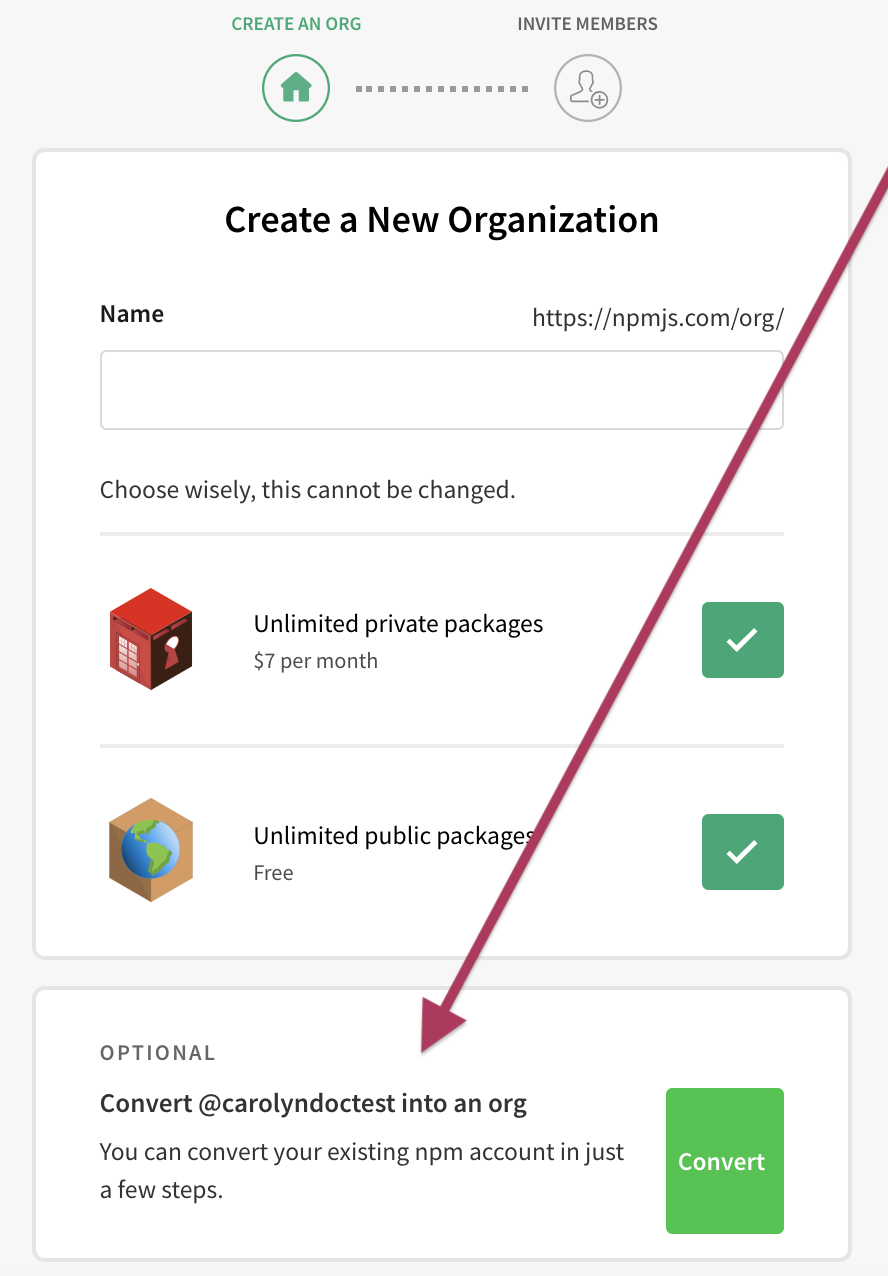 CREATE AN ORG
INVITE MEMBERS
Create a New Organization
Name
https://npmjs.com/org/
Choose wisely, this cannot be changed.
Unlimited private packages
$7 per month
Unlimited public packages
Free
OPTIONAL
Convert @carolyndoctest into an org
You can convert your existing npm account in just
a few steps.
Convert